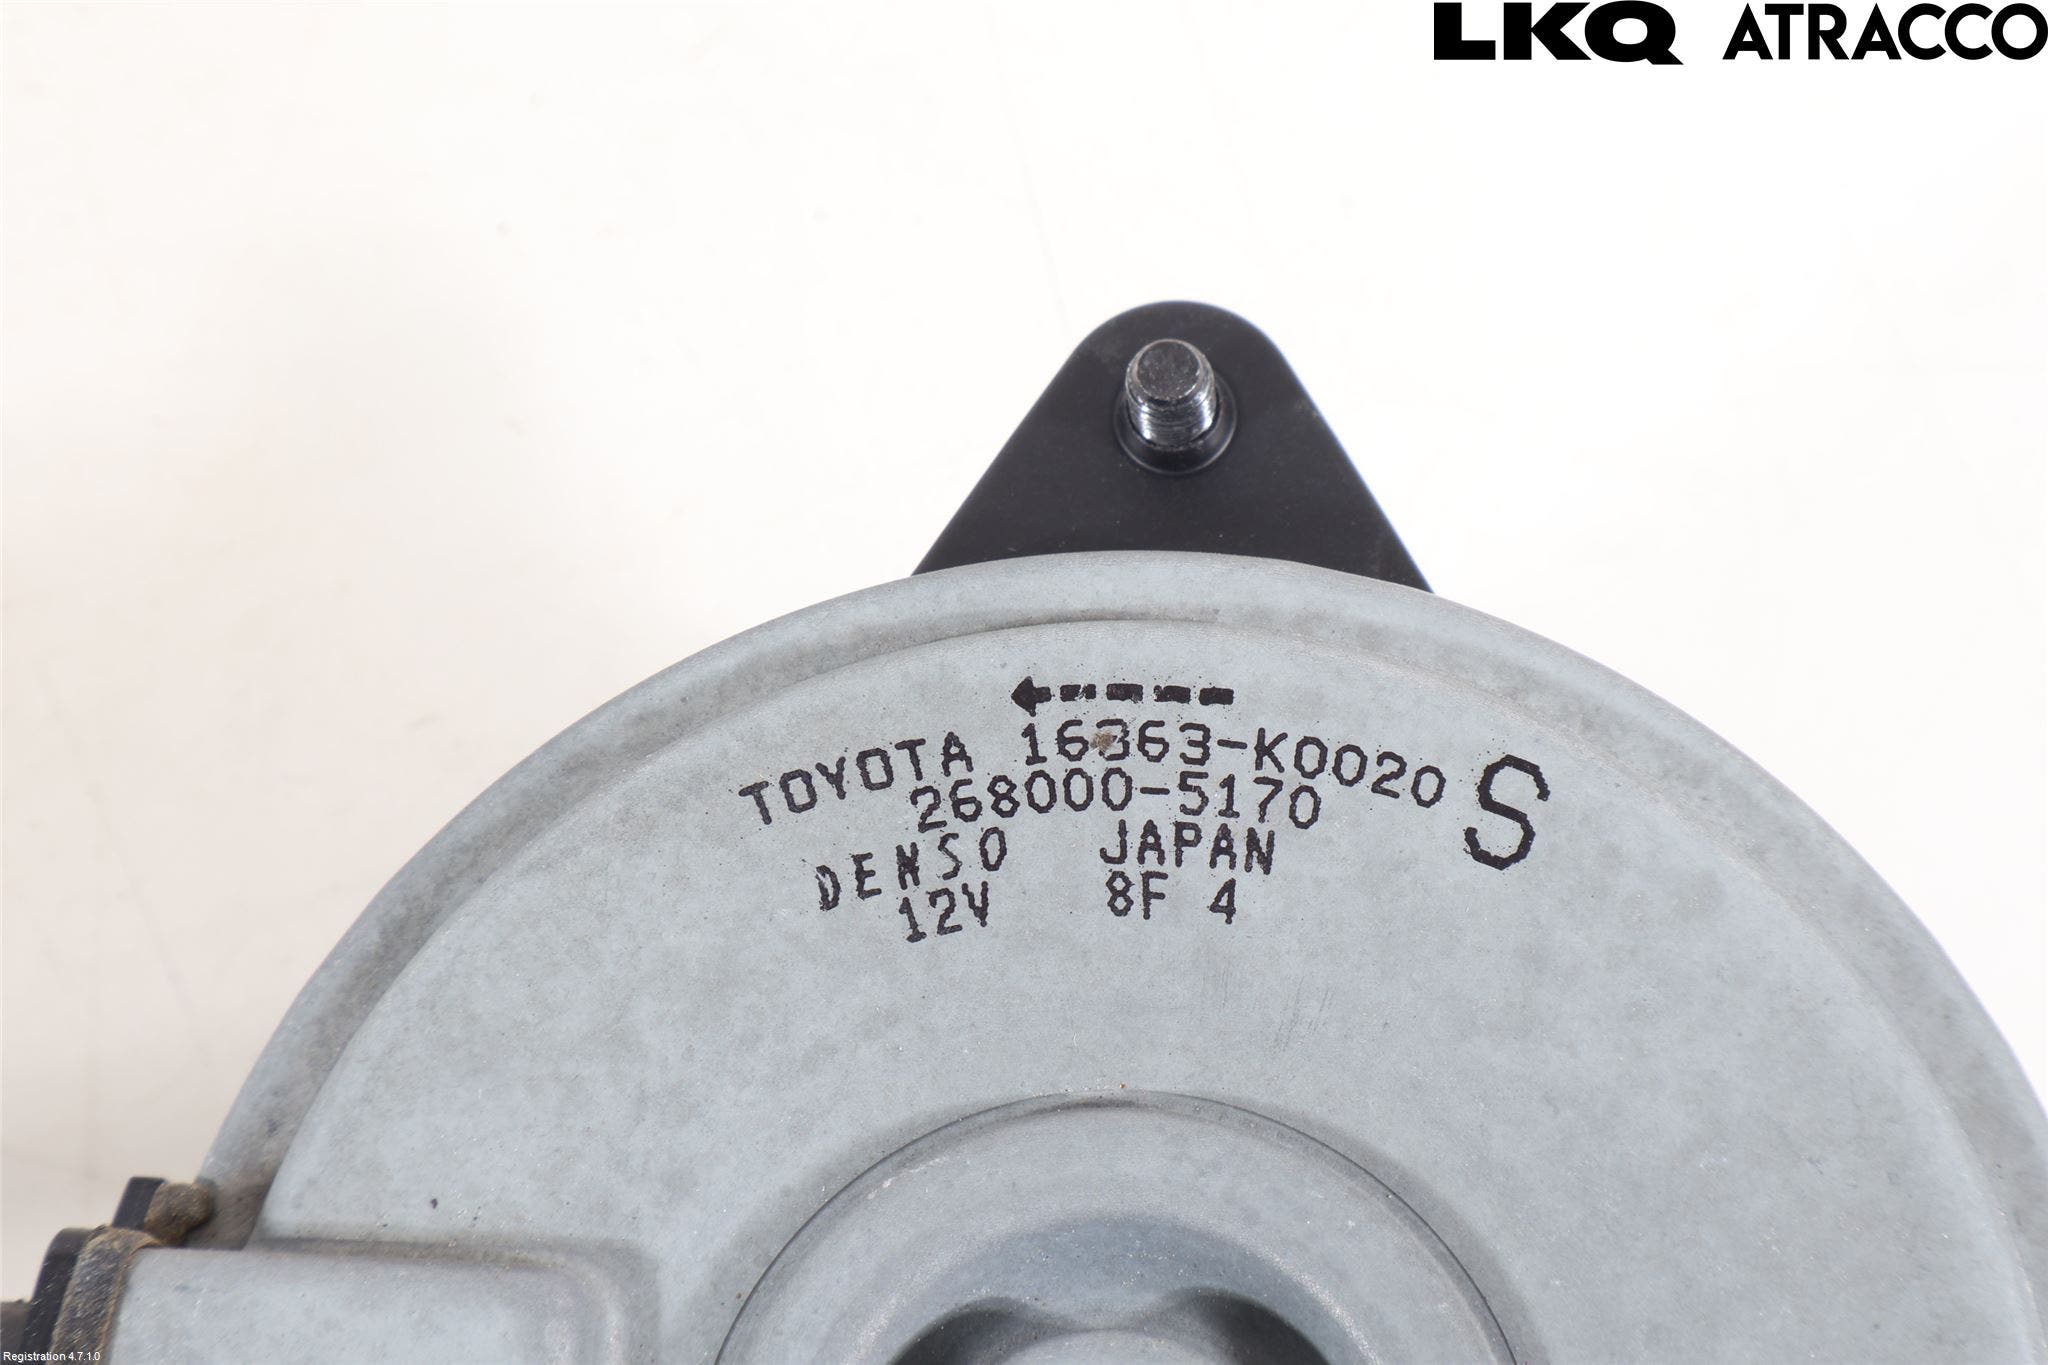 LKQ ATRACCO
TOYOTA 16363-K0020 S
268000-5170
DENSO JAPAN
12V 8F 4
Registration 4.7.1.0